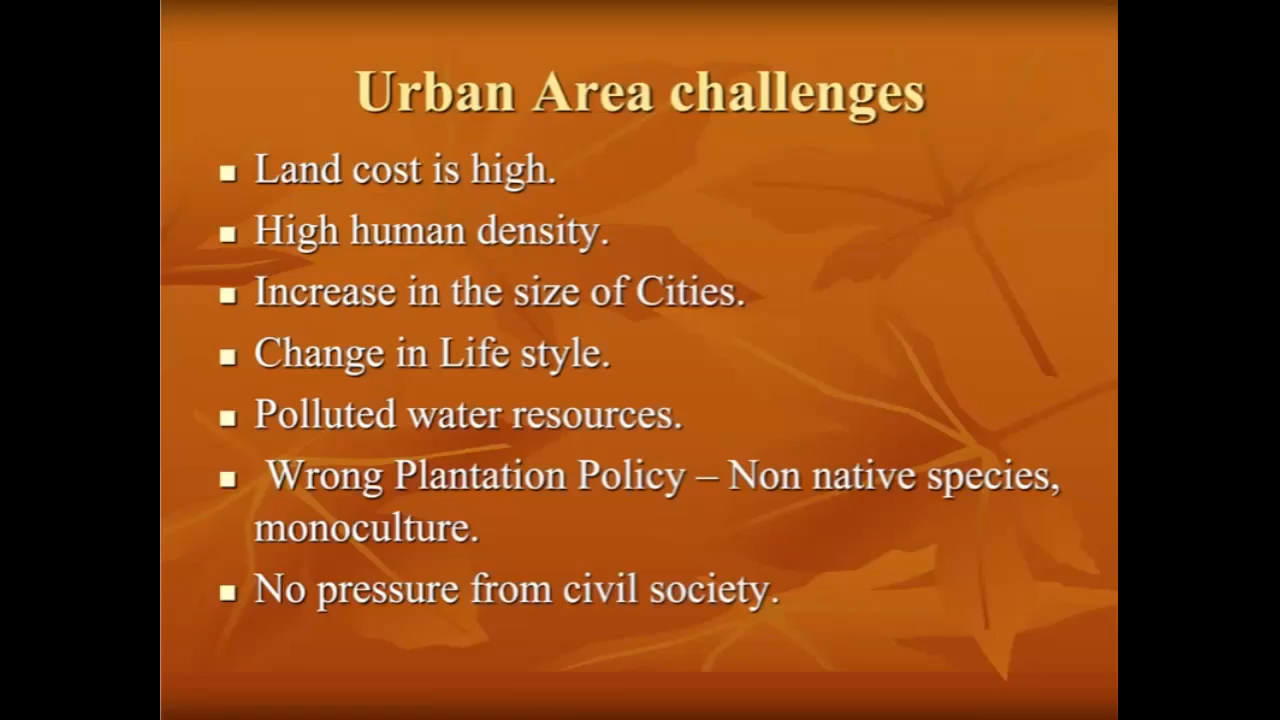 Urban Area challenges
Land cost is high.
High human density.
Increase in the size of Cities.
Change in Life style.
Polluted water resources.
Wrong Plantation Policy – Non native species,
monoculture.
No pressure from civil society.